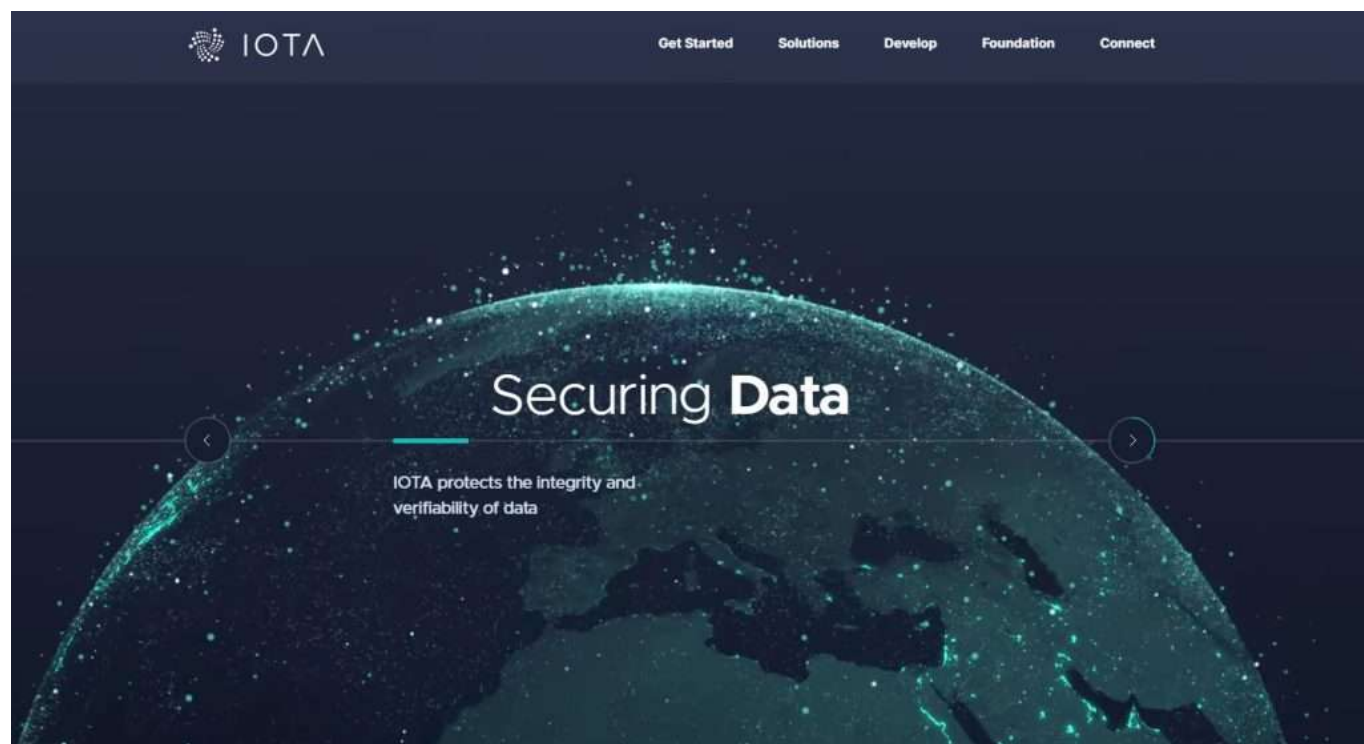 IOTA
Get Started Solutions Develop Foundation Connect
Securing Data
IOTA protects the integrity and
verifiability of data